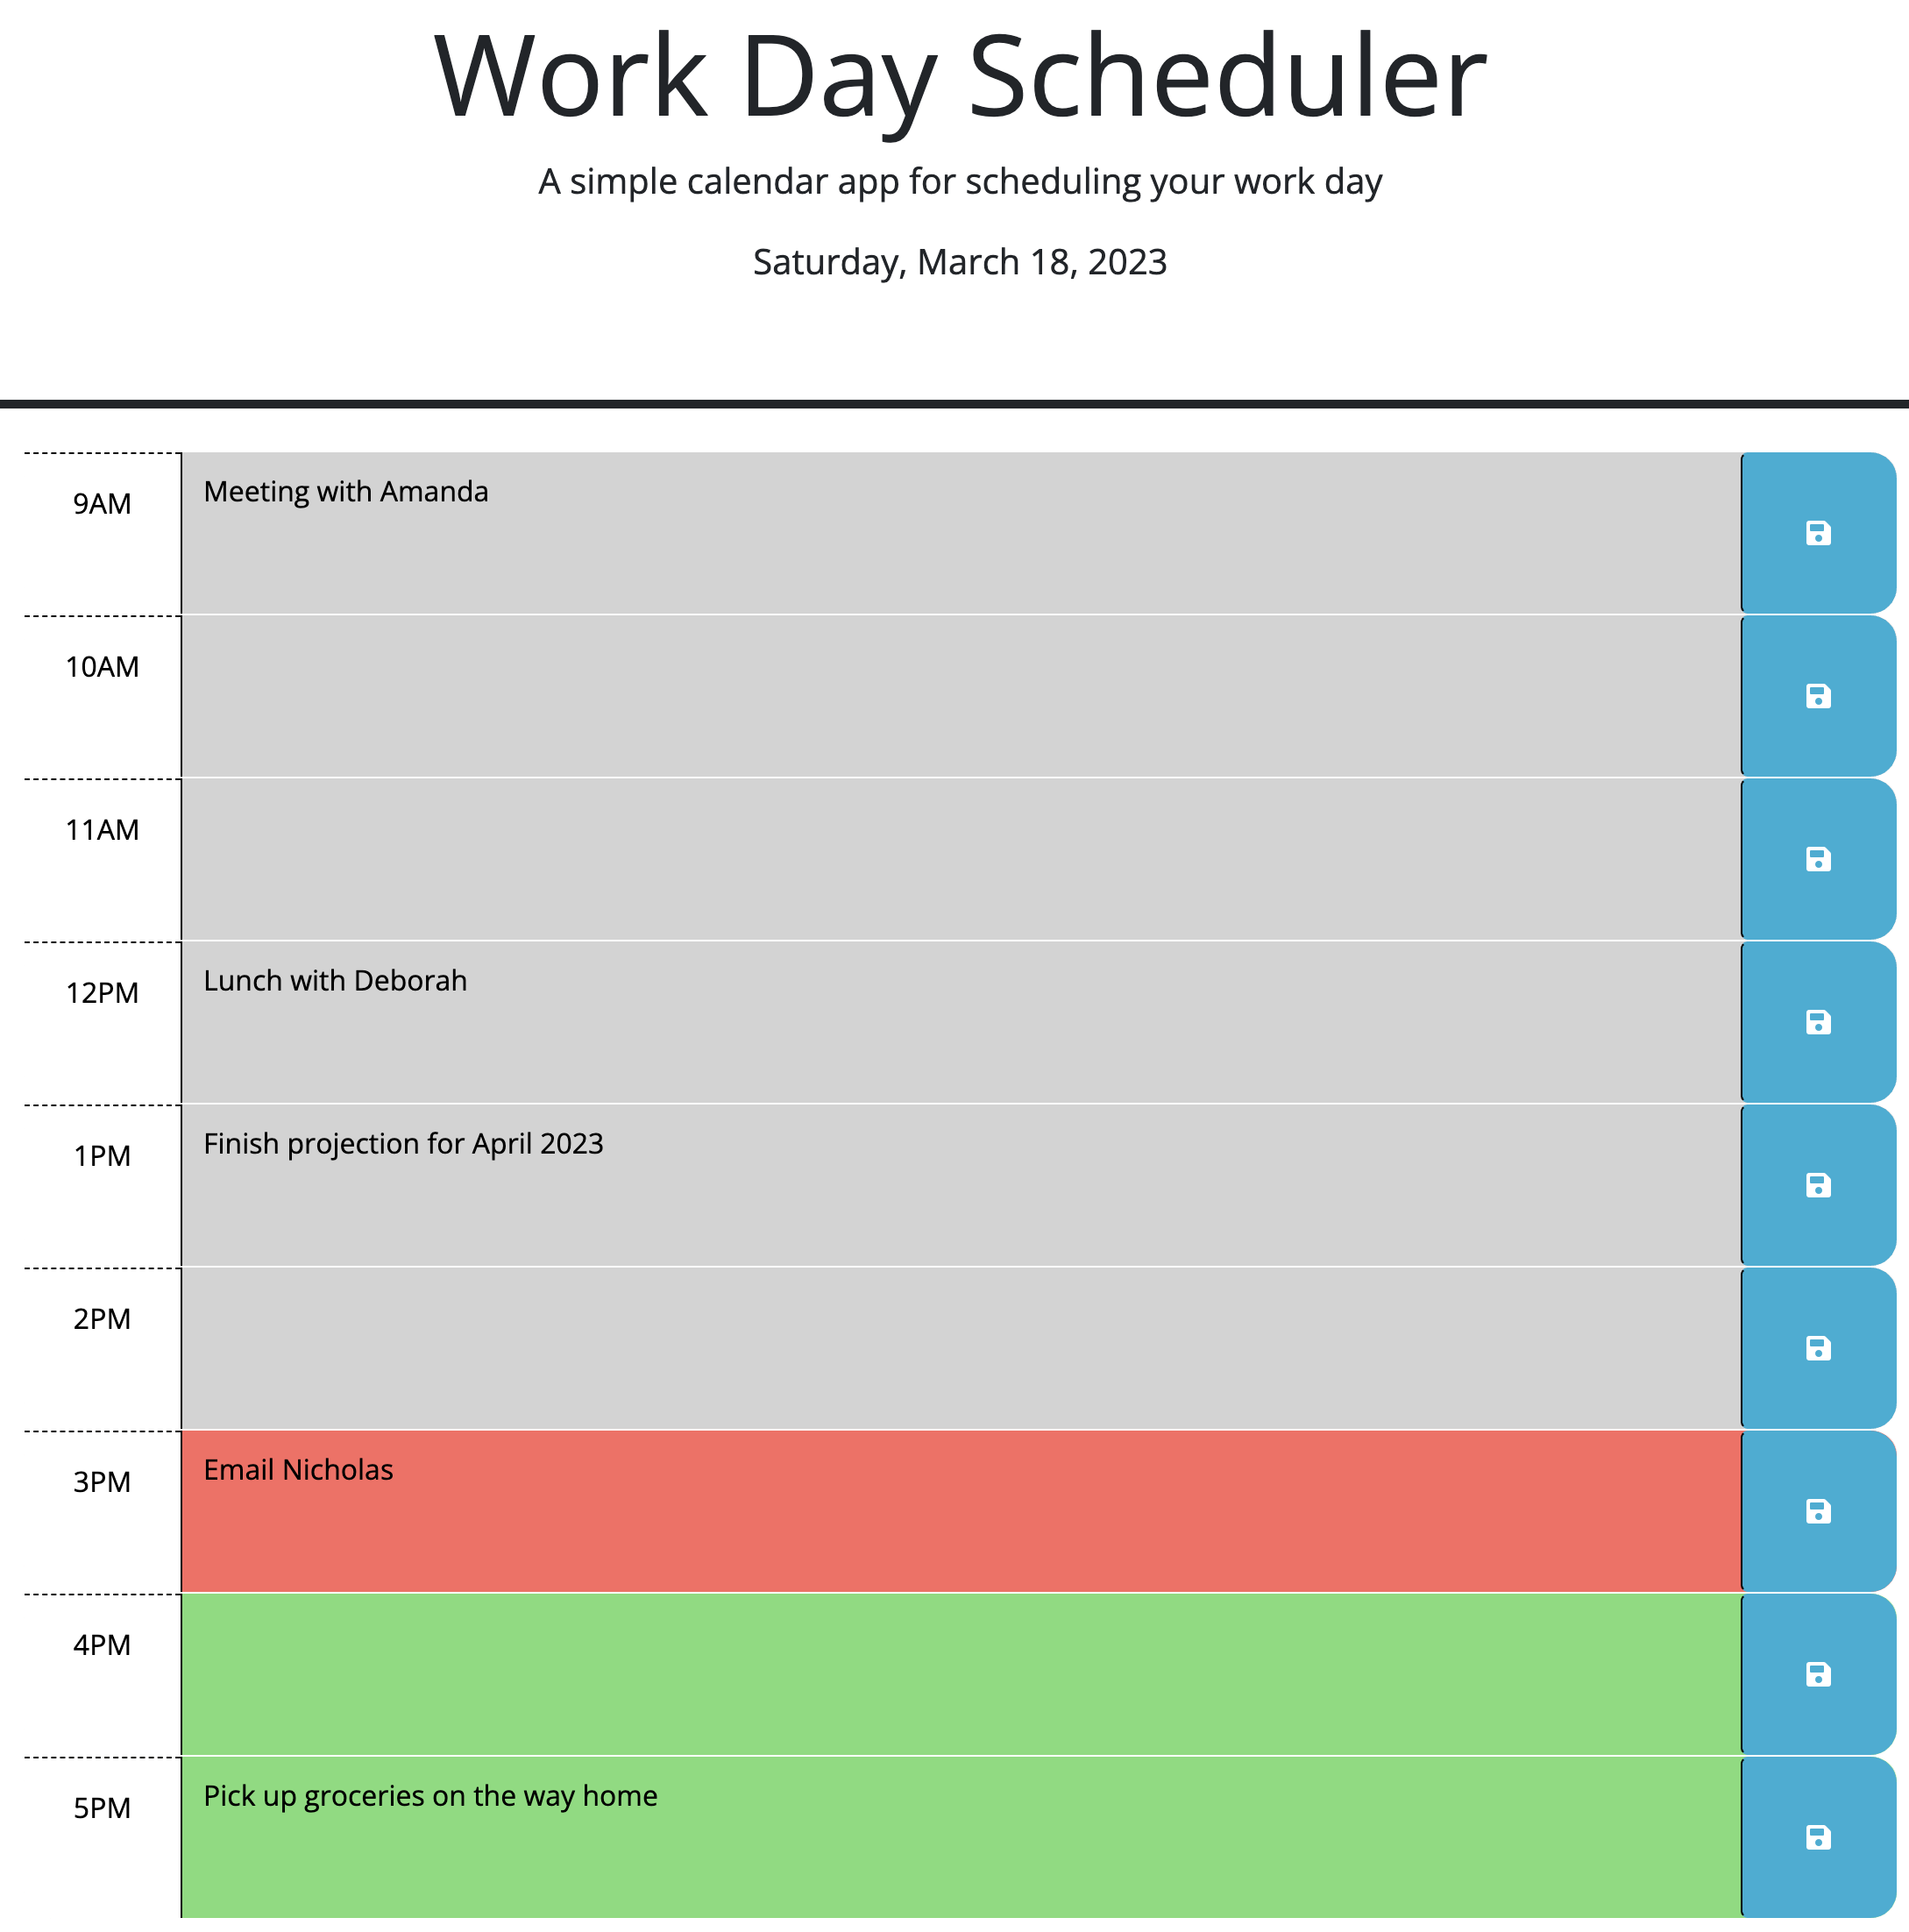 Work Day Scheduler
A simple calendar app for scheduling your work day
Saturday, March 18, 2023
9AM
Meeting with Amanda
10AM
11AM
12PM
Lunch with Deborah
1PM
Finish projection for April 2023
2PM
3PM
Email Nicholas
4PM
5PM
Pick up groceries on the way home